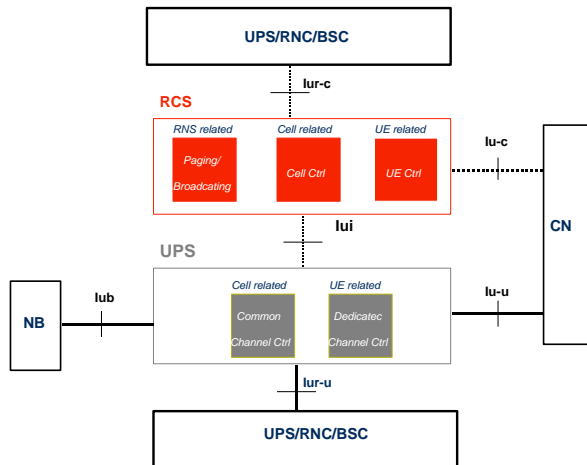 UPS/RNC/BSC
Iur-c
RCS
RNS related
Cell related
UE related
Iu-c
Paging/
Broadcating
Cell Ctrl
UE Ctrl
CN
Iui
UPS
Cell related
UE related
Iu-u
Iub
NB
Common
Channel Ctrl
Dedicatec
Channel Ctrl
Iur-u
UPS/RNC/BSC